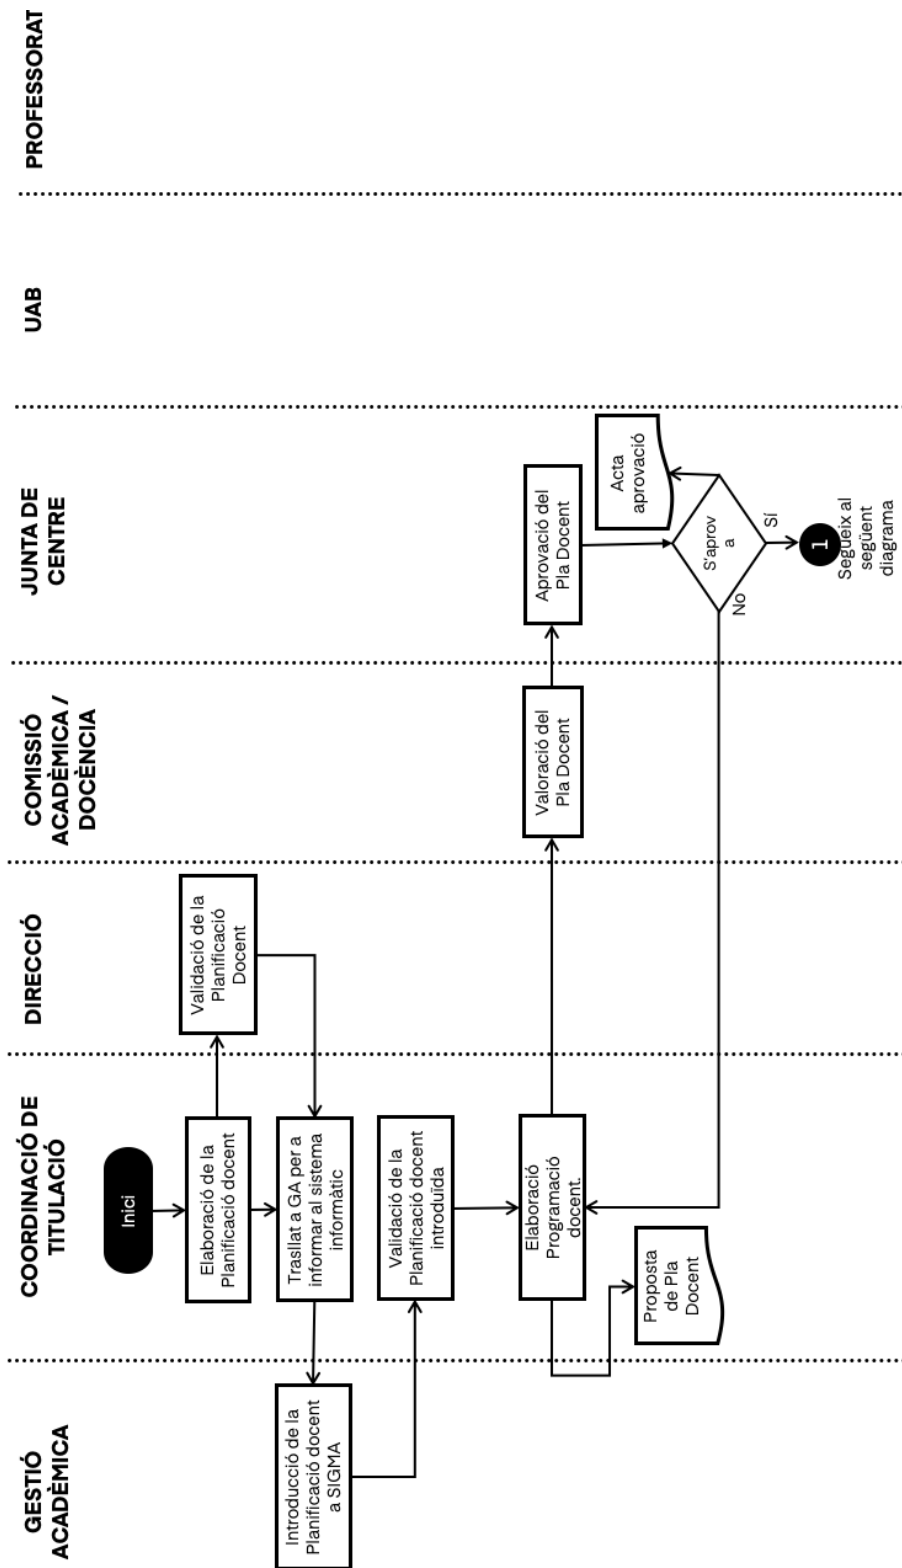 GESTIÓ
ACADÈMICA
COORDINACIÓ DE
TITULACIÓ
DIRECCIÓ
COMISSIÓ
ACADÈMICA /
DOCÈNCIA
JUNTA DE
CENTRE
UAB
PROFESSORAT
Inici
Elaboració de la
Planificació docent
Validació de la
Planificació
Docent
Trasllat a GA per a
informar al sistema
informàtic
Introducció de la
Planificació docent
a SIGMA
Validació de la
Planificació docent
introduïda
Elaboració
Programació
docent.
Proposta
de Pla
Docent
Valoració del
Pla Docent
Aprovació del
Pla Docent
Acta
aprovació
S'aprov
a
No
Sí
1
Segueix al
següent
diagrama